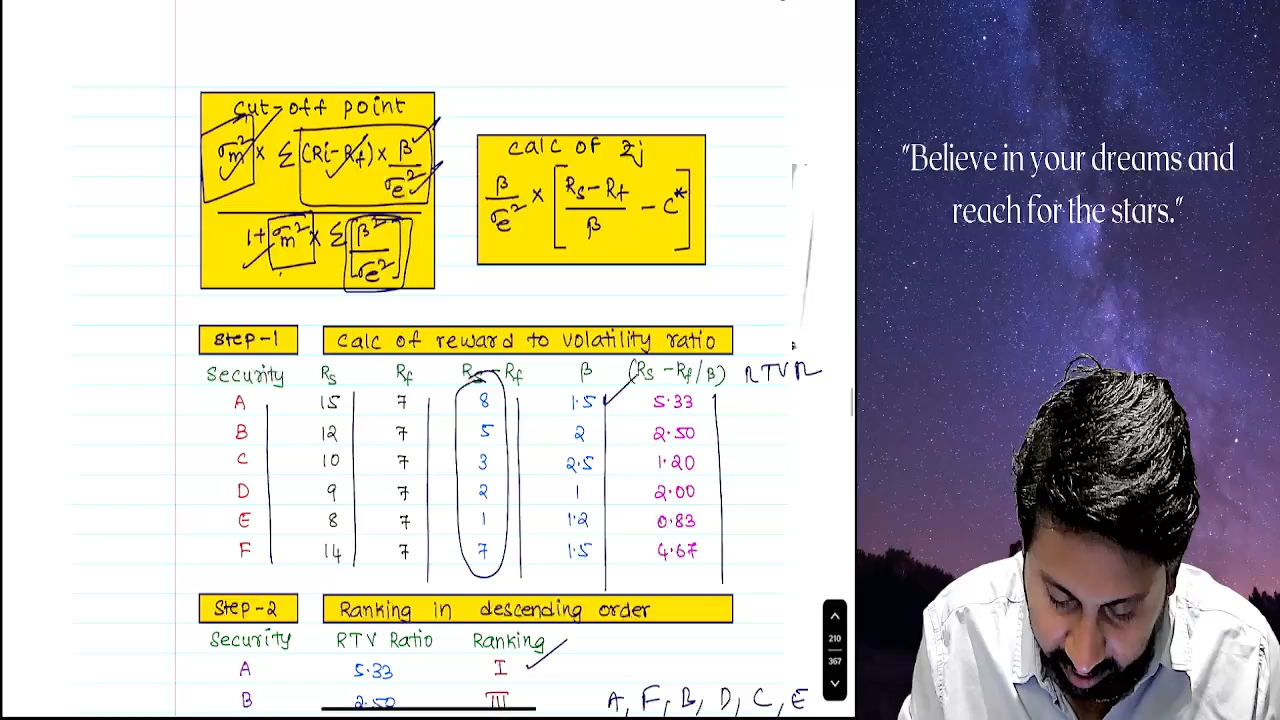 cut-off point
σm² × Σ (Ri - Rf) × β / σe²
1 + σm² × Σ [β² / σe²]
calc of Zj
β / σe² × [Rs - Rf / β - C*]
Step-1 calc of reward to volatility ratio
Security Rs Rf Rs - Rf β (Rs - Rf/β) RTVR
A 15 7 8 1.5 5.33
B 12 7 5 2 2.50
C 10 7 3 2.5 1.20
D 9 7 2 1 2.00
E 8 7 1 1.2 0.83
F 14 7 7 1.5 4.67
Step-2 Ranking in descending order
Security RTV Ratio Ranking
A 5.33 I
B 2.50 III
A, F, B, D, C, E
"Believe in your dreams and
reach for the stars."
210
367